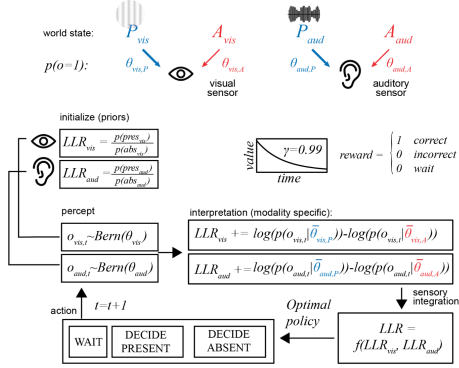 world state: P_vis A_vis P_aud A_aud
p(o=1): θ_vis,P θ_vis,A θ_aud,P θ_aud,A
visual sensor
auditory sensor
initialize (priors)
LLR_vis = p(pres_vis) / p(abs_vis)
LLR_aud = p(pres_aud) / p(abs_aud)
value
γ=0.99
time
reward = { 1 correct
0 incorrect
0 wait
percept
o_vis,t~Bern(θ_vis)
o_aud,t~Bern(θ_aud)
interpretation (modality specific):
LLR_vis += log(p(o_vis,t|θ̅_vis,P))-log(p(o_vis,t|θ̅_vis,A))
LLR_aud += log(p(o_aud,t|θ̅_aud,P))-log(p(o_aud,t|θ̅_aud,A))
sensory integration
action
t=t+1
WAIT
DECIDE PRESENT
DECIDE ABSENT
Optimal policy
LLR =
f(LLR_vis, LLR_aud)